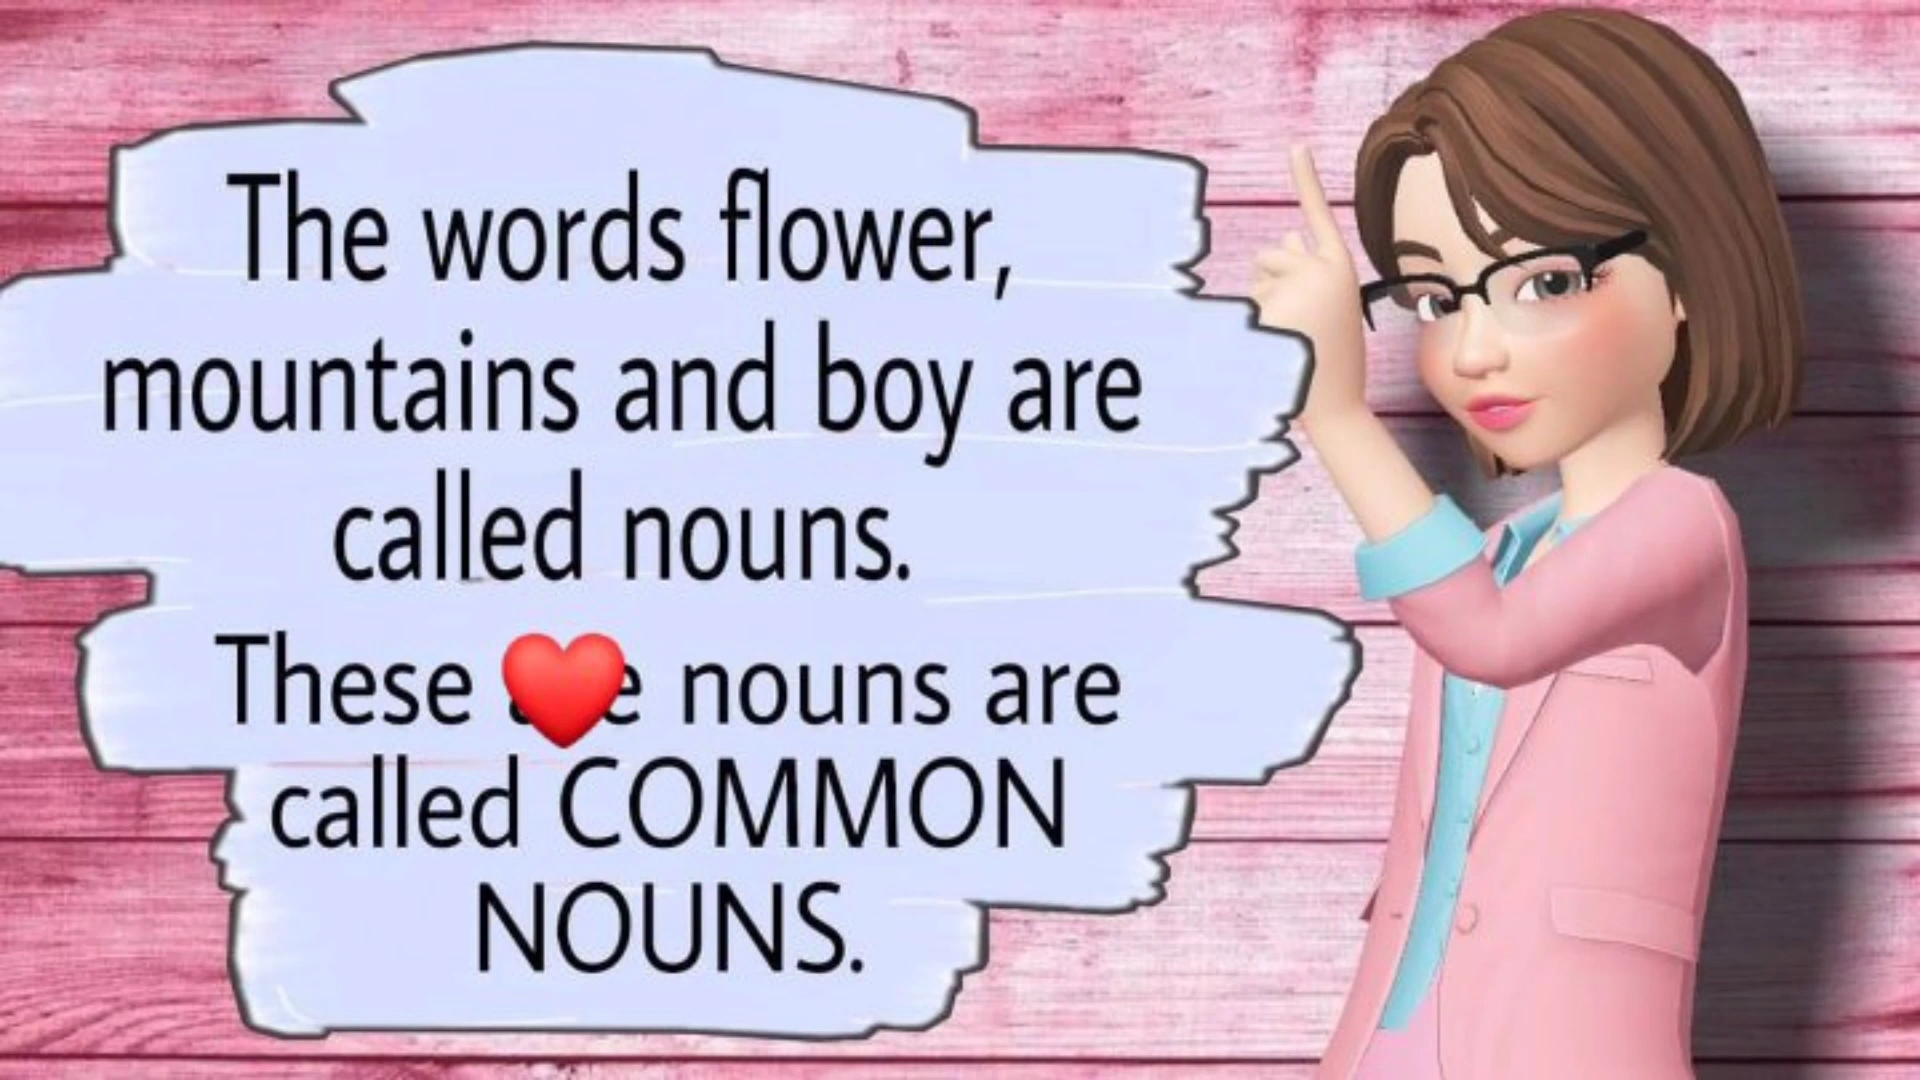 The words flower,
mountains and boy are
called nouns.
These nouns are
called COMMON
NOUNS.